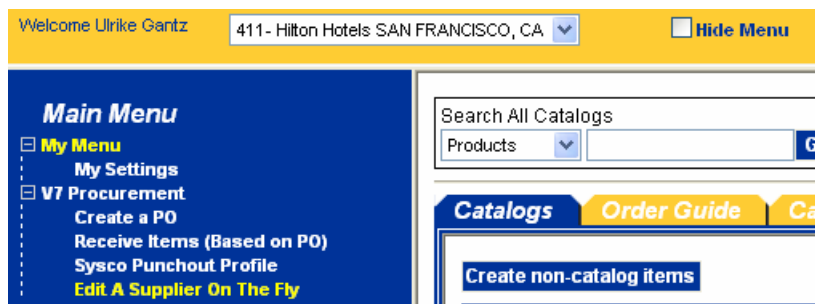 Welcome Ulrike Gantz
411- Hilton Hotels SAN FRANCISCO, CA
Hide Menu
Main Menu
My Menu
My Settings
V7 Procurement
Create a PO
Receive Items (Based on PO)
Sysco Punchout Profile
Edit A Supplier On The Fly
Search All Catalogs
Products
Catalogs
Order Guide
Create non-catalog items